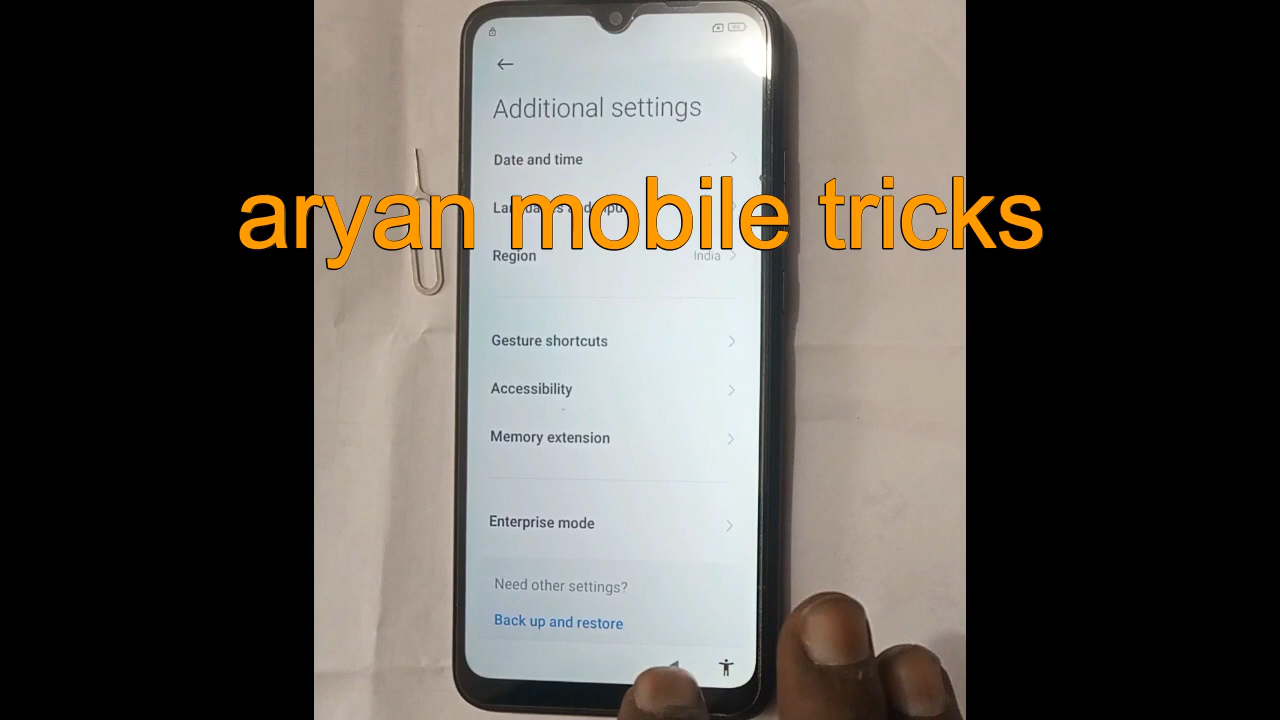 Additional settings
Date and time
aryan mobile tricks
Region India
Gesture shortcuts
Accessibility
Memory extension
Enterprise mode
Need other settings?
Back up and restore